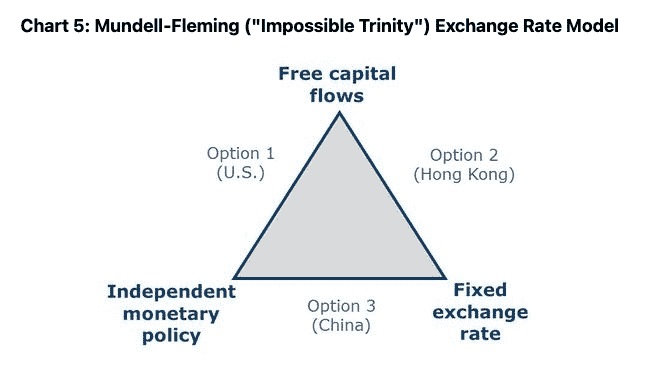 Chart 5: Mundell-Fleming ("Impossible Trinity") Exchange Rate Model
Free capital
flows
Option 1
(U.S.)
Option 2
(Hong Kong)
Independent
monetary
policy
Option 3
(China)
Fixed
exchange
rate